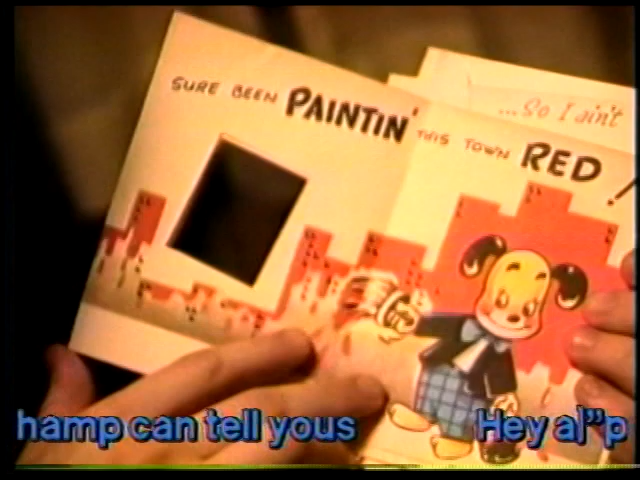 SURE BEEN PAINTIN' THIS TOWN RED!
...So I ain't
hamp can tell yous Hey al"p